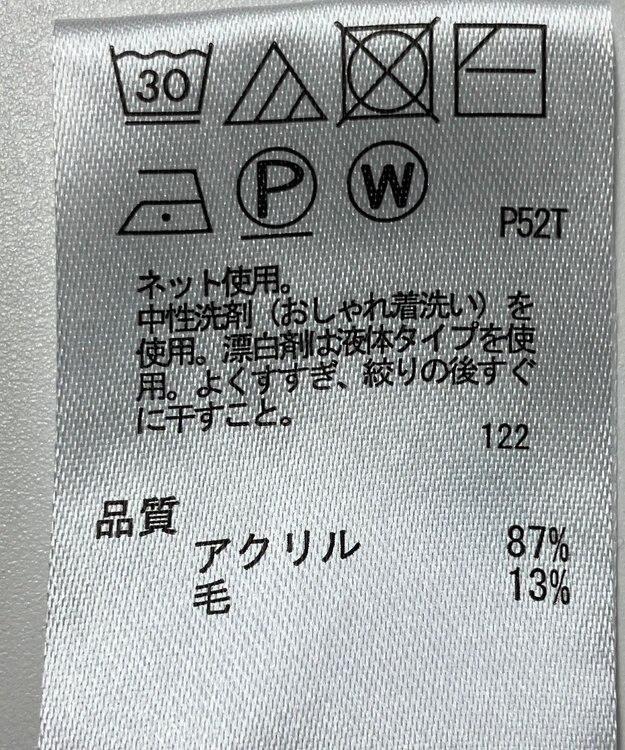 30
P W
P52T
ネット使用。
中性洗剤(おしゃれ着洗い)を
使用。漂白剤は液体タイプを使
用。よくすすぎ、絞りの後すぐ
に干すこと。
122
品質
アクリル 87%
毛 13%